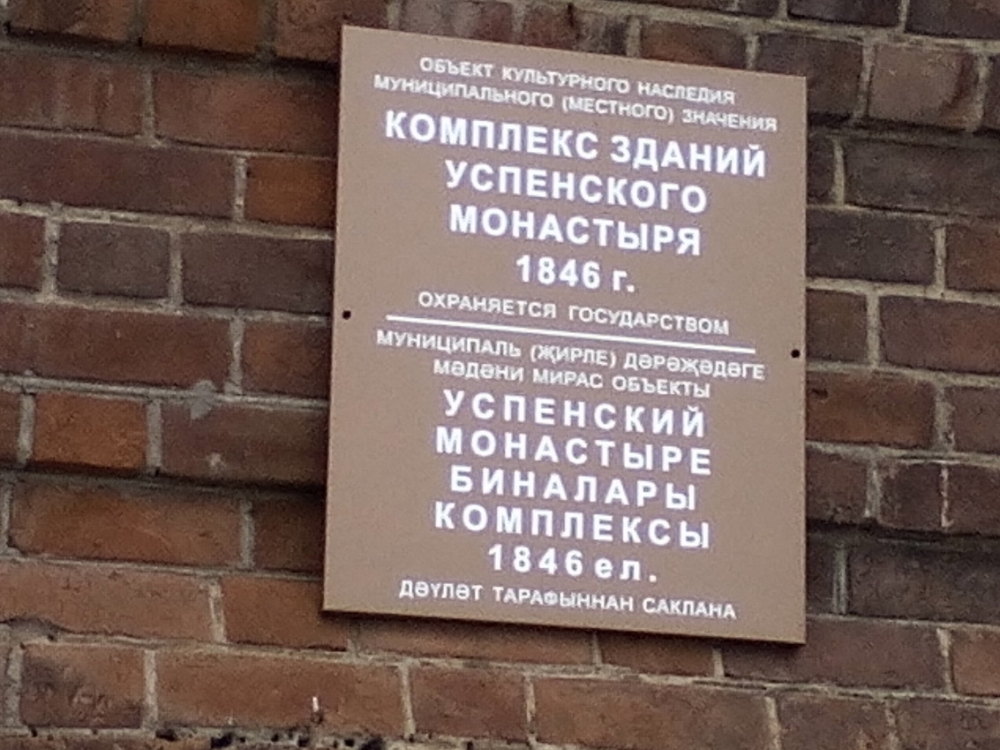 ОБЪЕКТ КУЛЬТУРНОГО НАСЛЕДИЯ
МУНИЦИПАЛЬНОГО (МЕСТНОГО) ЗНАЧЕНИЯ
КОМПЛЕКС ЗДАНИЙ
УСПЕНСКОГО
МОНАСТЫРЯ
1846 г.
ОХРАНЯЕТСЯ ГОСУДАРСТВОМ
МУНИЦИПАЛЬ (ҖИРЛЕ) ДӘРӘҖӘДӘГЕ
МӘДӘНИ МИРАС ОБЪЕКТЫ
УСПЕНСКИЙ
МОНАСТЫРЕ
БИНАЛАРЫ
КОМПЛЕКСЫ
1846 ел.
ДӘҮЛӘТ ТАРАФЫННАН САКЛАНА